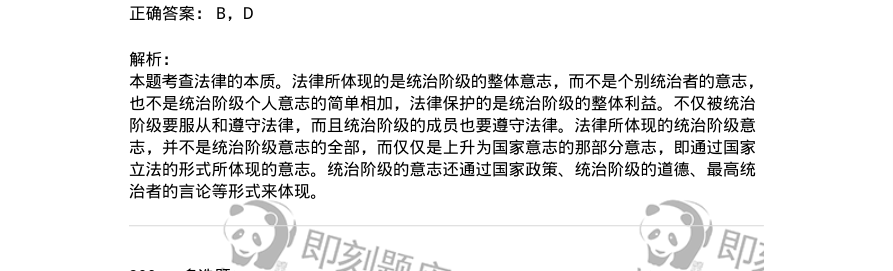 正确答案： B，D
解析：
本题考查法律的本质。法律所体现的是统治阶级的整体意志，而不是个别统治者的意志，
也不是统治阶级个人意志的简单相加，法律保护的是统治阶级的整体利益。不仅被统治
阶级要服从和遵守法律，而且统治阶级的成员也要遵守法律。法律所体现的统治阶级意
志，并不是统治阶级意志的全部，而仅仅是上升为国家意志的那部分意志，即通过国家
立法的形式所体现的意志。统治阶级的意志还通过国家政策、统治阶级的道德、最高统
治者的言论等形式来体现。
即刻题库
即刻